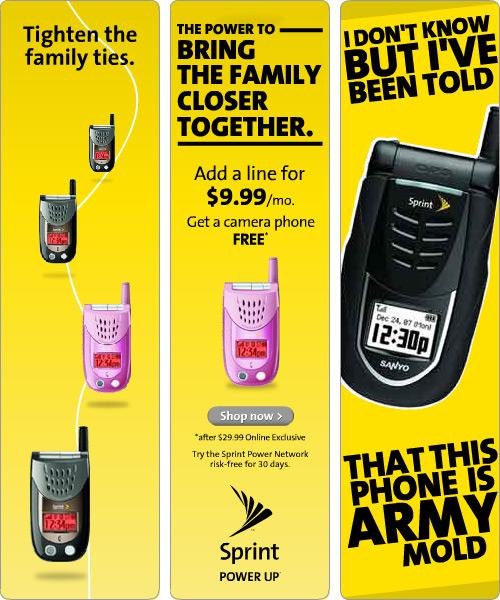 Tighten the
family ties.
THE POWER TO
BRING
THE FAMILY
CLOSER
TOGETHER.
Add a line for
$9.99/mo.
Get a camera phone
FREE*
12:34pm
Shop now >
*after $29.99 Online Exclusive
Try the Sprint Power Network
risk-free for 30 days.
Sprint
POWER UP
I DON'T KNOW
BUT I'VE
BEEN TOLD
Sprint
Dec 24, 07 (Mon)
12:30p
SANYO
THAT THIS
PHONE IS
ARMY
MOLD